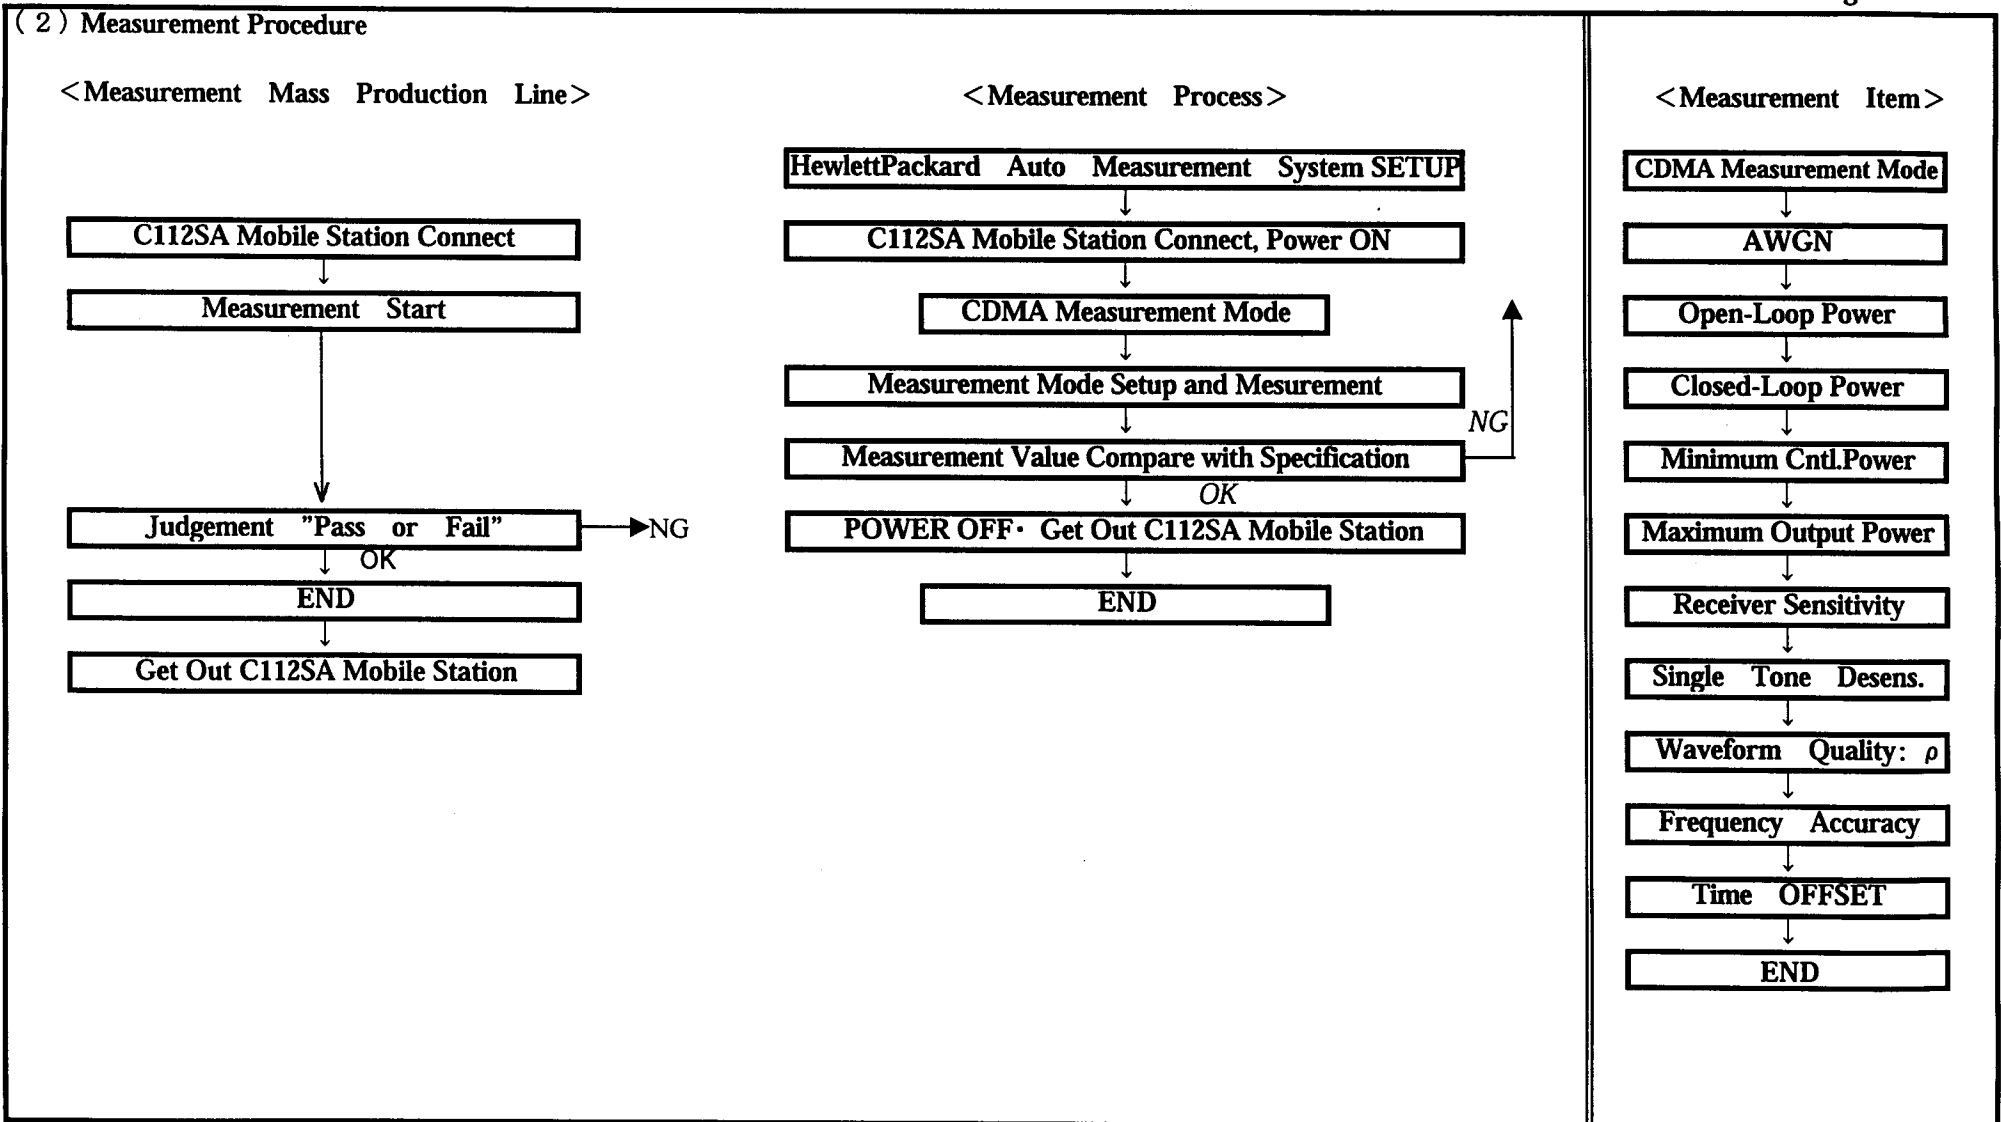 (2) Measurement Procedure
<Measurement Mass Production Line>
C112SA Mobile Station Connect
Measurement Start
Judgement "Pass or Fail"
NG
OK
END
Get Out C112SA Mobile Station
<Measurement Process>
HewlettPackard Auto Measurement System SETUP
C112SA Mobile Station Connect, Power ON
CDMA Measurement Mode
Measurement Mode Setup and Mesurement
NG
Measurement Value Compare with Specification
OK
POWER OFF・ Get Out C112SA Mobile Station
END
<Measurement Item>
CDMA Measurement Mode
AWGN
Open-Loop Power
Closed-Loop Power
Minimum Cntl.Power
Maximum Output Power
Receiver Sensitivity
Single Tone Desens.
Waveform Quality: ρ
Frequency Accuracy
Time OFFSET
END